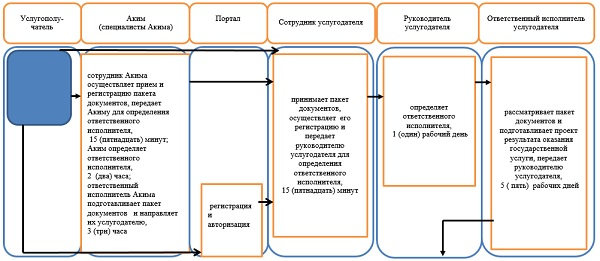 Услугополу-
чатель
Аким
(специалисты Акима)
Портал
Сотрудник услугодателя
Руководитель
услугодателя
Ответственный исполнитель
услугодателя
сотрудник Акима
осуществляет прием и
регистрацию пакета
документов, передает
Акиму для определения
ответственного
исполнителя,
15 (пятнадцать) минут;
Аким определяет
ответственного
исполнителя,
2 (два) часа;
ответственный
исполнитель Акима
подготавливает пакет
документов и направляет
их услугодателю,
3 (три) часа
регистрация
и
авторизация
принимает пакет
документов,
осуществляет его
регистрацию и
передает
руководителю
услугодателя для
определения
ответственного
исполнителя,
15 (пятнадцать) минут
определяет
ответственного
исполнителя,
1 (один) рабочий день
рассматривает пакет
документов и
подготавливает проект
результата оказания
государственной
услуги, передает
руководителю
услугодателя,
5 ( пять) рабочих дней